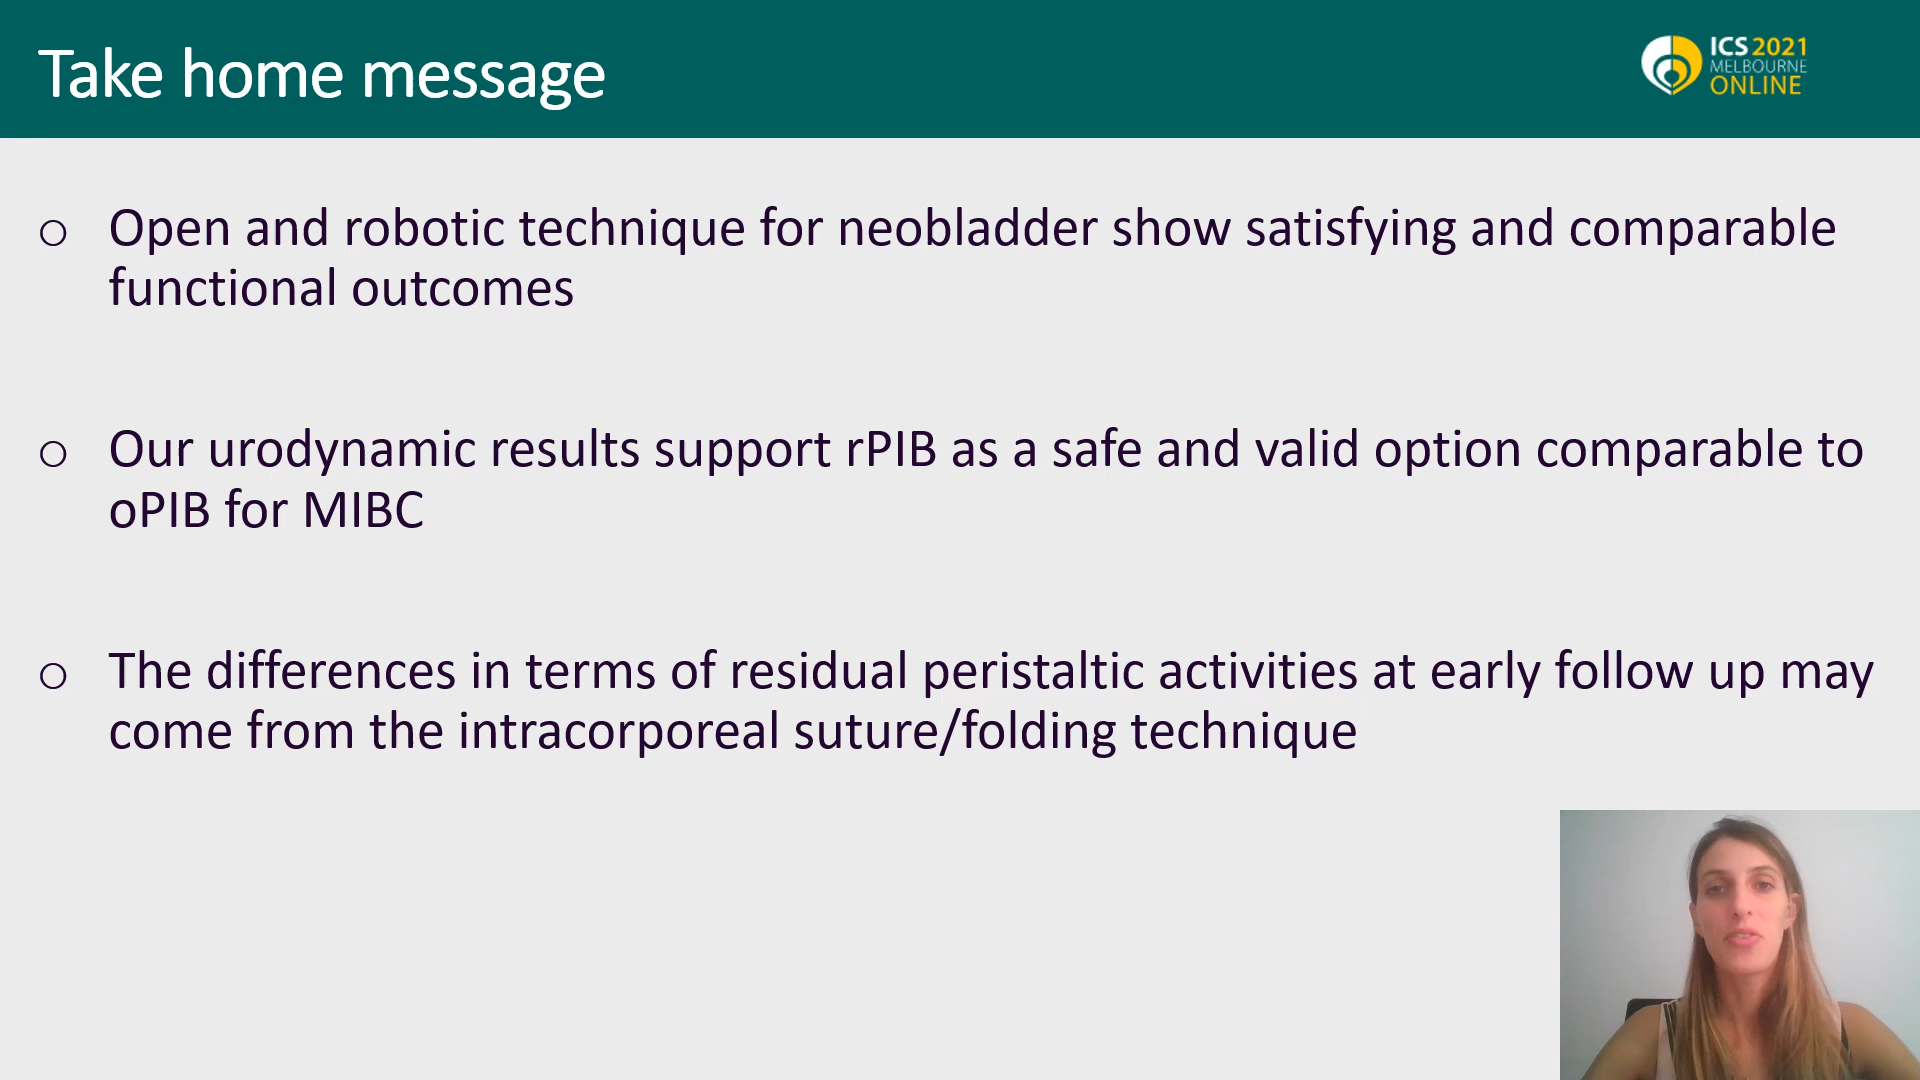 Take home message
ICS 2021
MELBOURNE
ONLINE
Open and robotic technique for neobladder show satisfying and comparable
functional outcomes
Our urodynamic results support rPIB as a safe and valid option comparable to
oPIB for MIBC
The differences in terms of residual peristaltic activities at early follow up may
come from the intracorporeal suture/folding technique